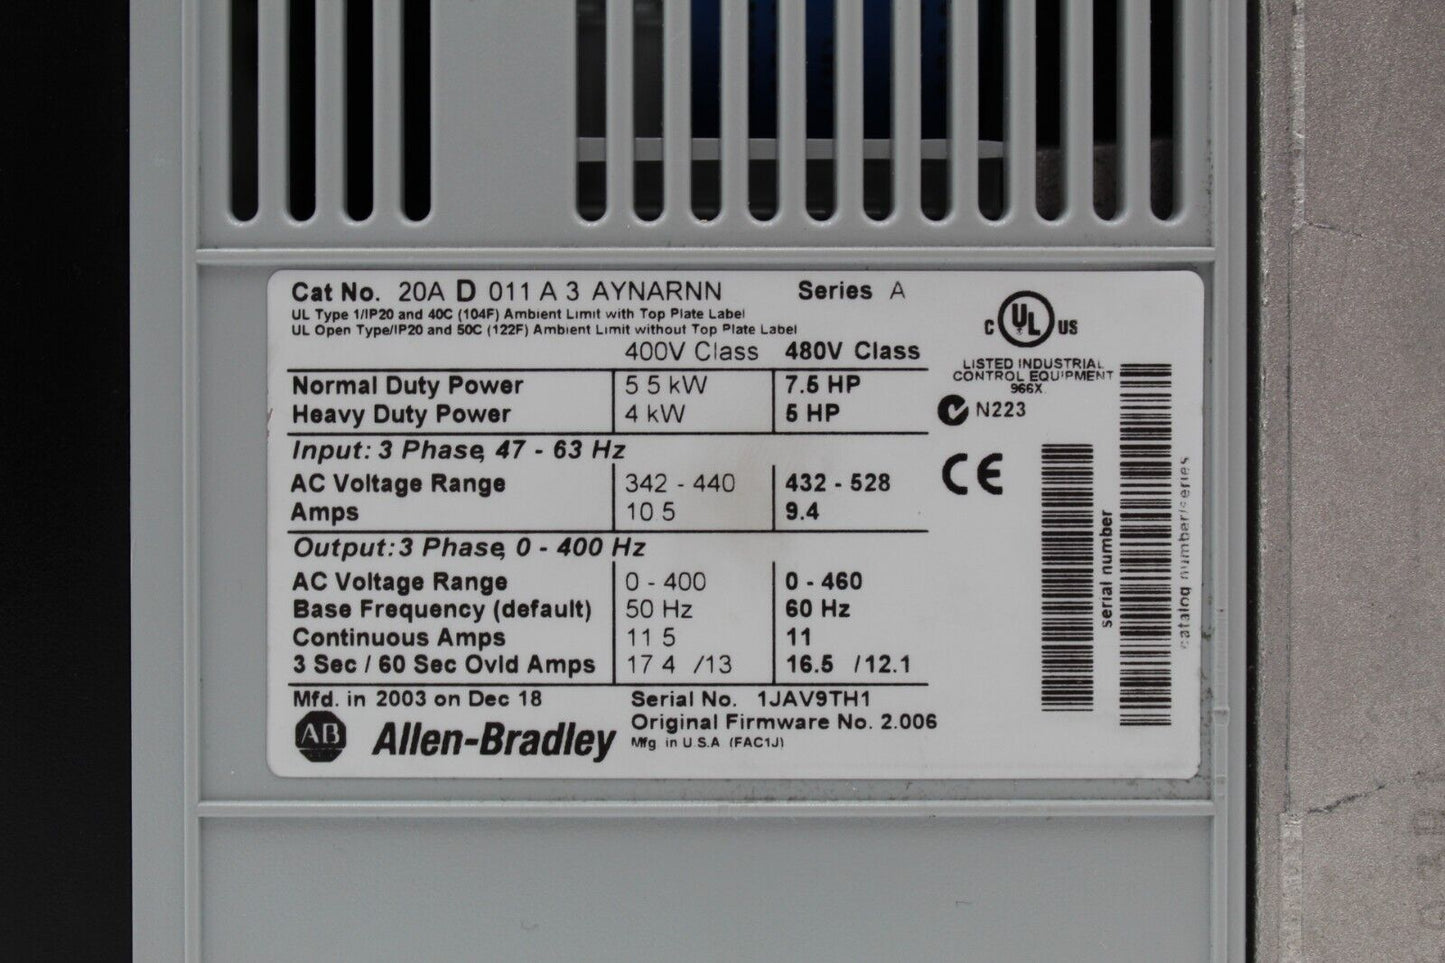 Cat No. 20A D 011 A 3 AYNARNN Series A
UL Type 1/IP20 and 40C (104F) Ambient Limit with Top Plate Label
UL Open Type/IP20 and 50C (122F) Ambient Limit without Top Plate Label
400V Class 480V Class
Normal Duty Power 5 5 kW 7.5 HP
Heavy Duty Power 4 kW 5 HP
Input: 3 Phase, 47 - 63 Hz
AC Voltage Range 342 - 440 432 - 528
Amps 10 5 9.4
Output: 3 Phase, 0 - 400 Hz
AC Voltage Range 0 - 400 0 - 460
Base Frequency (default) 50 Hz 60 Hz
Continuous Amps 11 5 11
3 Sec / 60 Sec Ovld Amps 17 4 /13 16.5 /12.1
Mfd. in 2003 on Dec 18 Serial No. 1JAV9TH1
Original Firmware No. 2.006
Mfg in U.S.A (FAC1J)
AB Allen-Bradley
C UL US
LISTED INDUSTRIAL
CONTROL EQUIPMENT
966X
N223
CE
serial number
catalog number/series